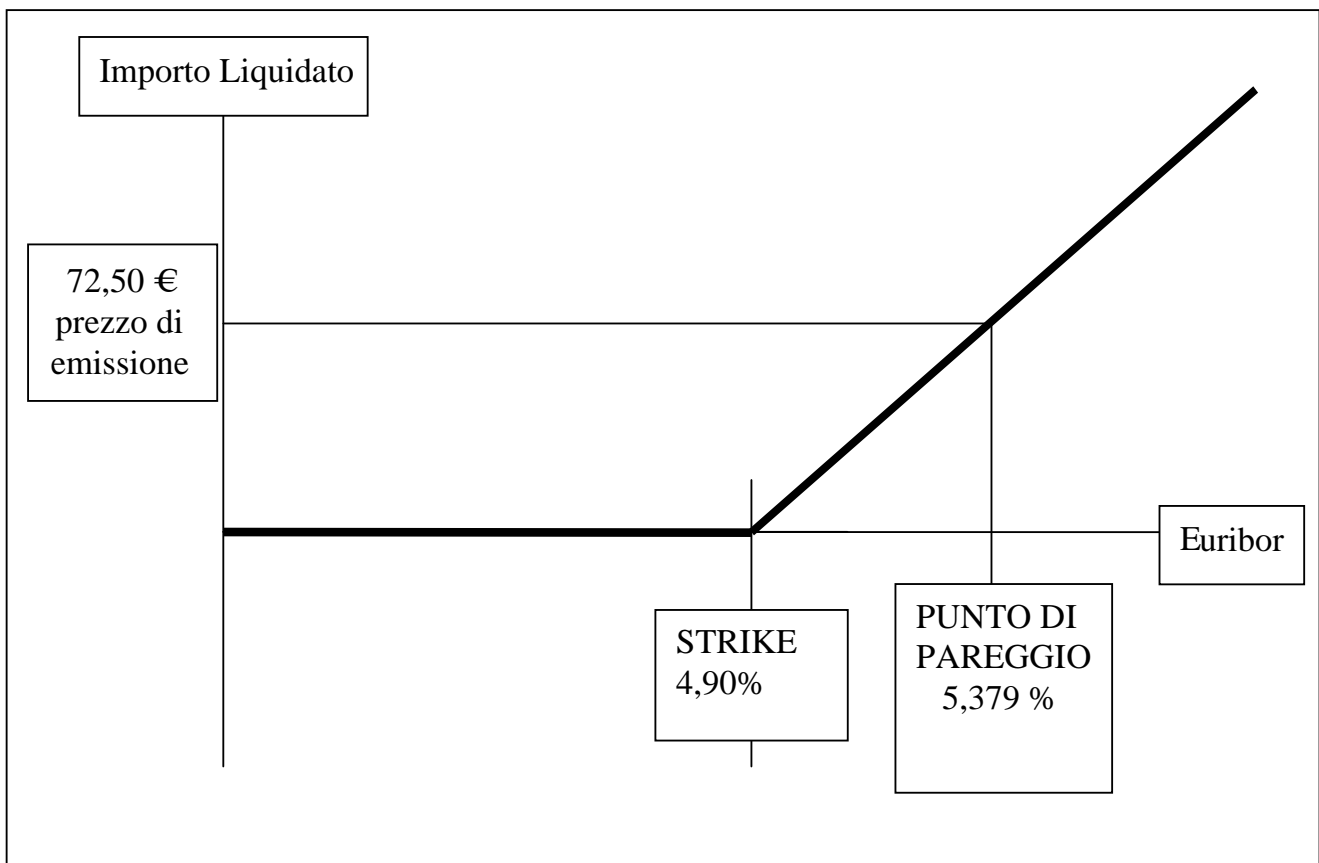 Importo Liquidato
72,50 €
prezzo di
emissione
Euribor
STRIKE
4,90%
PUNTO DI
PAREGGIO
5,379 %